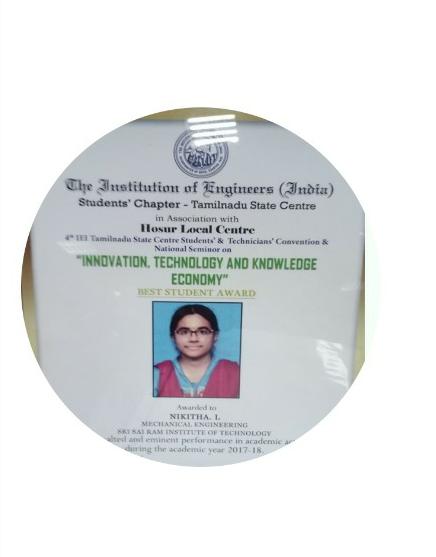 The Institution of Engineers (India)
Students' Chapter - Tamilnadu State Centre
in Association with
Hosur Local Centre
4th IEI Tamilnadu State Centre Students' & Technicians' Convention &
National Seminar on
"INNOVATION, TECHNOLOGY AND KNOWLEDGE
ECONOMY"
BEST STUDENT AWARD
Awarded to
NIKITHA. L
MECHANICAL ENGINEERING
SRI SAI RAM INSTITUTE OF TECHNOLOGY
and eminent performance in academic
during the academic year 2017-18.